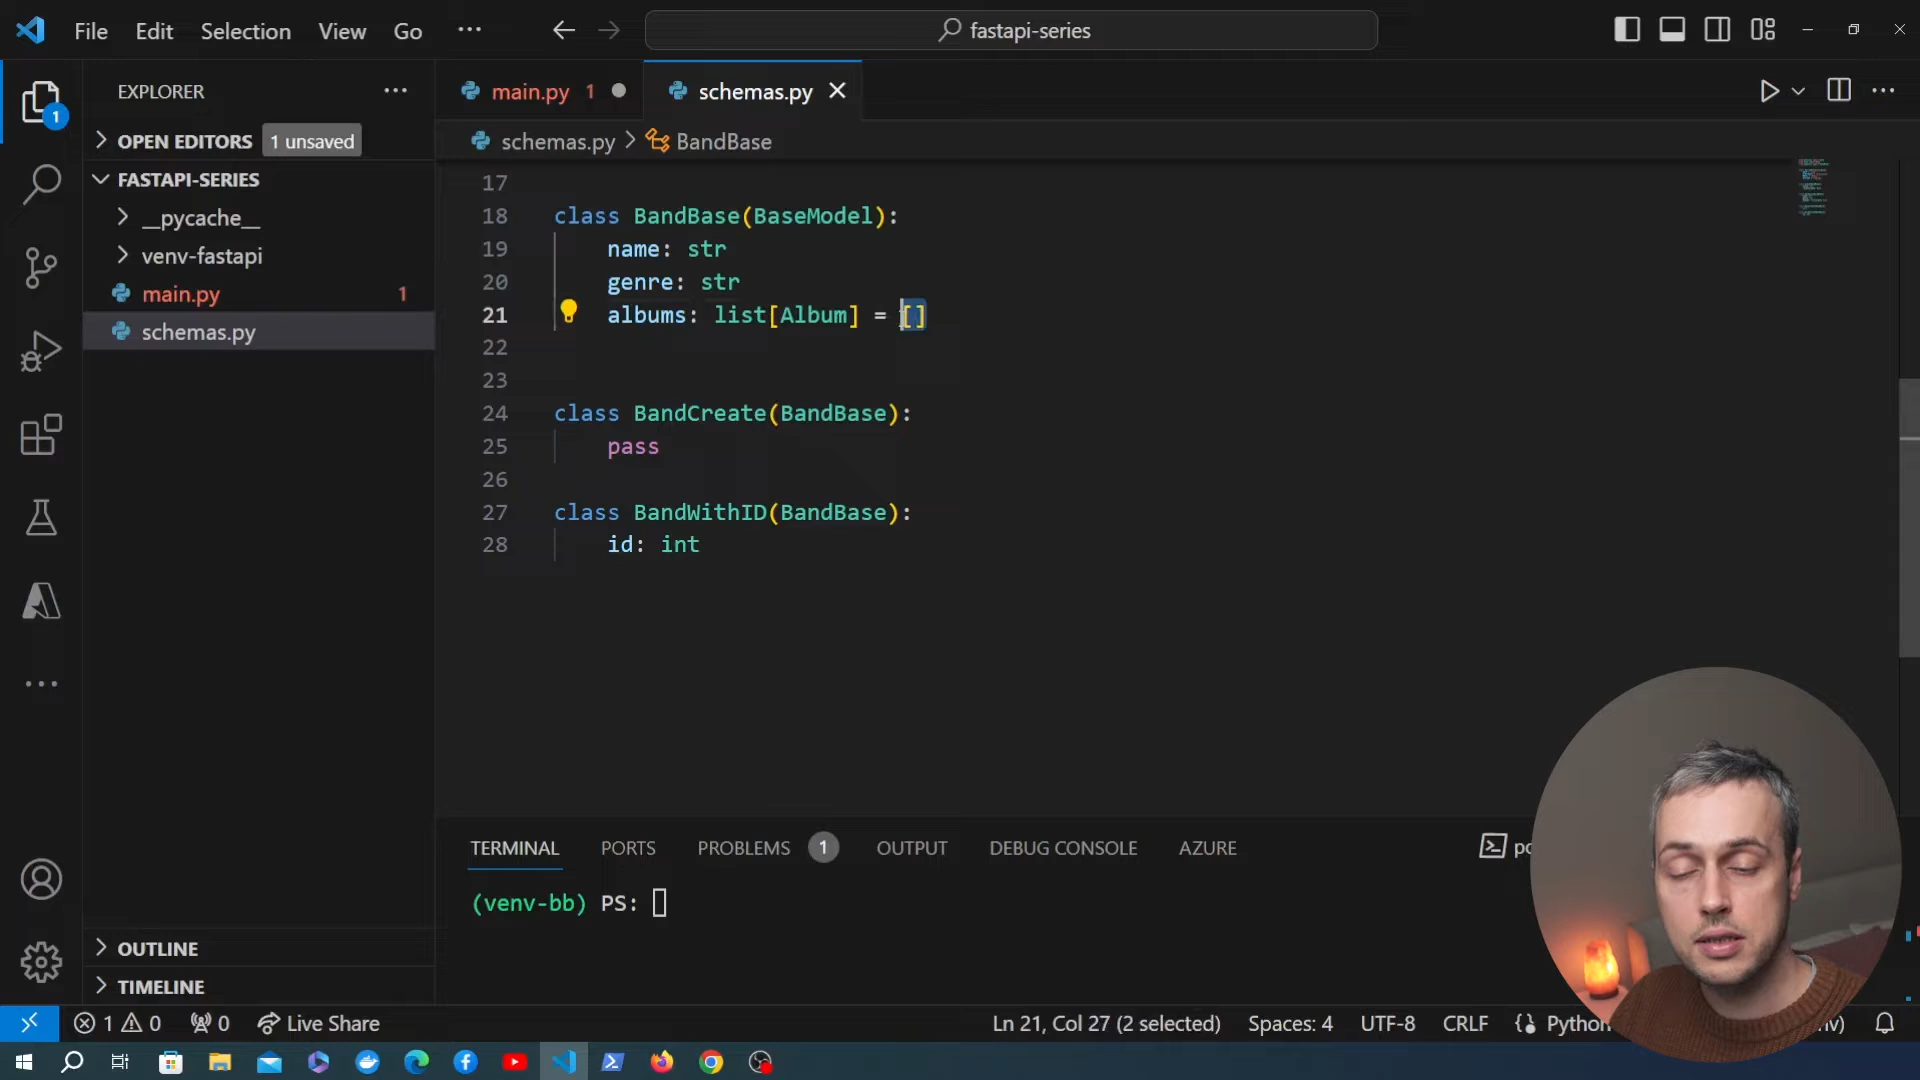 File Edit Selection View Go ... fastapi-series
EXPLORER ... main.py 1 schemas.py
1
OPEN EDITORS 1 unsaved schemas.py > BandBase
FASTAPI-SERIES
__pycache__
venv-fastapi
main.py 1
schemas.py
17
18 class BandBase(BaseModel):
19 name: str
20 genre: str
21 albums: list[Album] = []
22
23
24 class BandCreate(BandBase):
25 pass
26
27 class BandWithID(BandBase):
28 id: int
TERMINAL PORTS PROBLEMS 1 OUTPUT DEBUG CONSOLE AZURE
(venv-bb) PS:
OUTLINE
TIMELINE
1 0 0 Live Share Ln 21, Col 27 (2 selected) Spaces: 4 UTF-8 CRLF {} Python